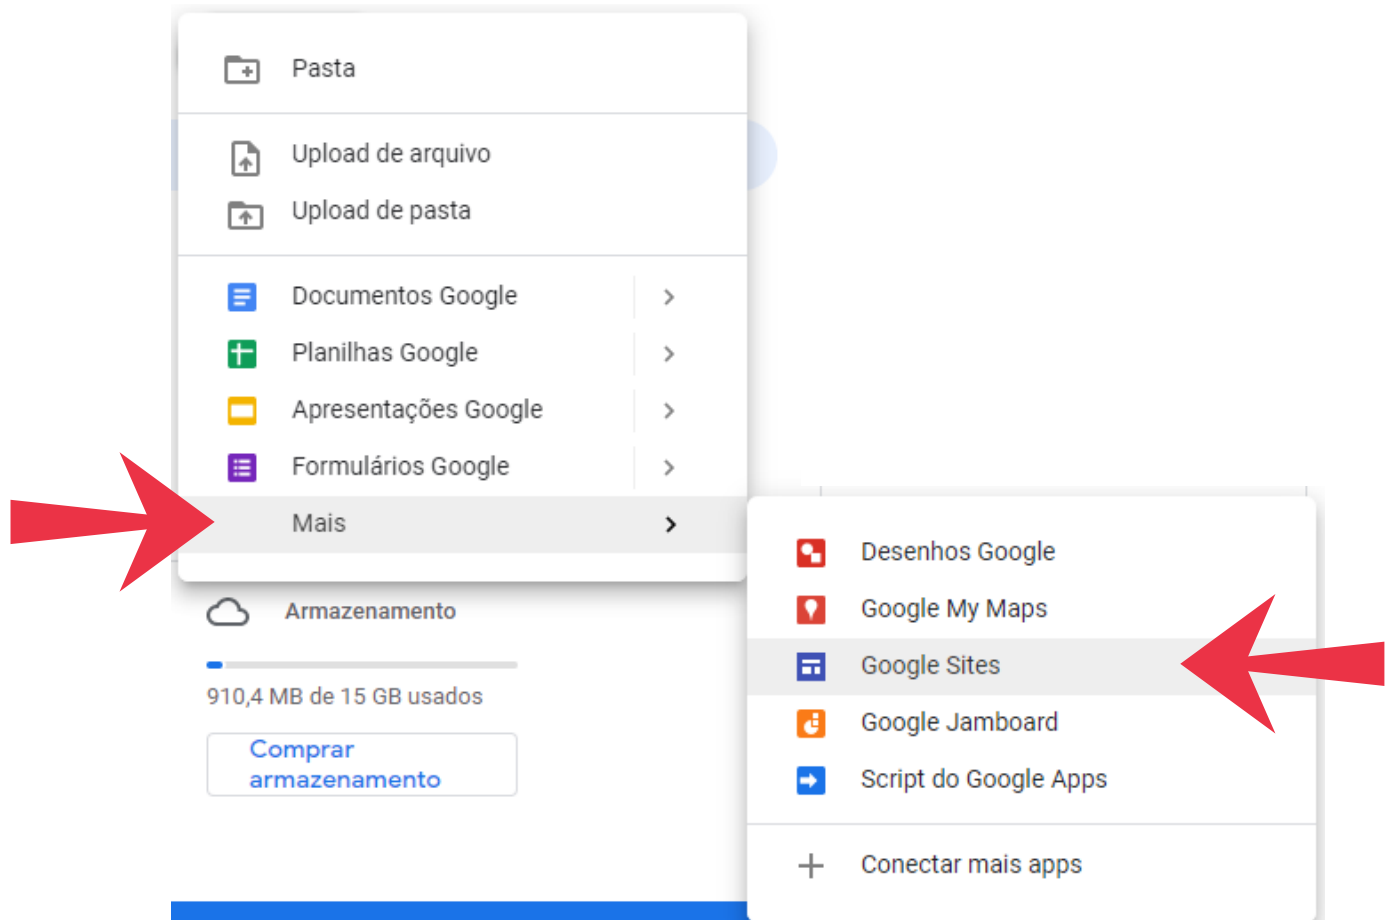 Pasta
Upload de arquivo
Upload de pasta
Documentos Google
Planilhas Google
Apresentações Google
Formulários Google
Mais
Armazenamento
910,4 MB de 15 GB usados
Comprar
armazenamento
Desenhos Google
Google My Maps
Google Sites
Google Jamboard
Script do Google Apps
Conectar mais apps